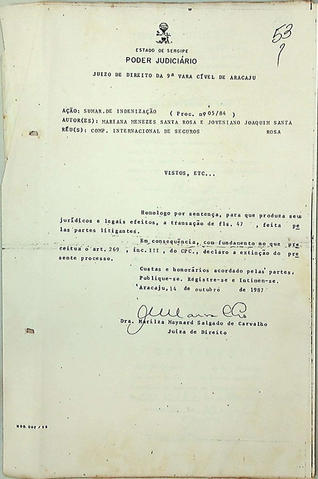 53
ESTADO DE SERGIPE
PODER JUDICIÁRIO
JUIZO DE DIREITO DA 9ª VARA CÍVEL DE ARACAJU
AÇÃO: SUMAR.DE INDENIZAÇÃO ( Proc. nº 05/84 )
AUTOR(ES): MARIANA MENEZES SANTA ROSA E JOVENIANO JOAQUIM SANTA
RÉU(S): COMP. INTERNACIONAL DE SEGUROS ROSA
VISTOS, ETC...
Homologo por sentença, para que produza seus
jurídicos e legais efeitos, a transação de fls. 47 , feita pe
las partes litigantes.
Em consequência, com fundamento no que pre
ceitua o art. 269 , inc.III , do CPC, declaro a extinção do pre
sente processo.
Custas e honorários acordado pelas partes.
Publique-se. Registre-se e Intimem-se.
Aracaju, 14 de outubro de 1987
Dra. Marilza Maynard Salgado de Carvalho
Juiza de Direito